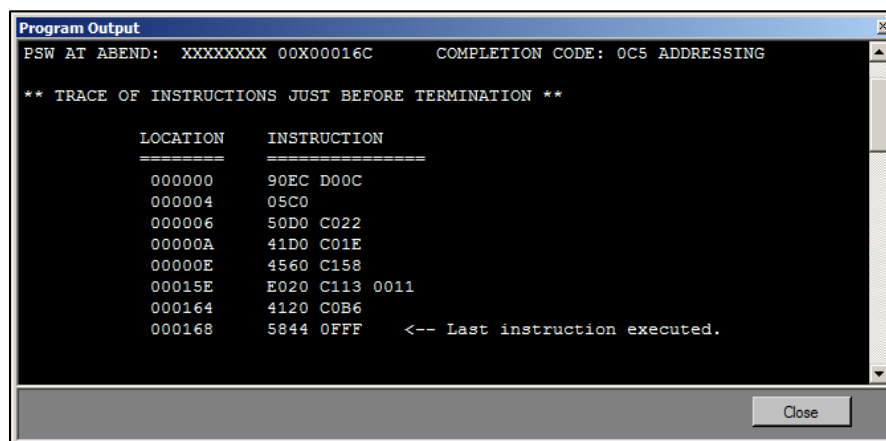 Program Output
PSW AT ABEND: XXXXXXXX 00X00016C COMPLETION CODE: 0C5 ADDRESSING
** TRACE OF INSTRUCTIONS JUST BEFORE TERMINATION **
LOCATION INSTRUCTION
======== ===============
000000 90EC D00C
000004 05C0
000006 50D0 C022
00000A 41D0 C01E
00000E 4560 C158
00015E E020 C113 0011
000164 4120 C0B6
000168 5844 0FFF <-- Last instruction executed.
Close